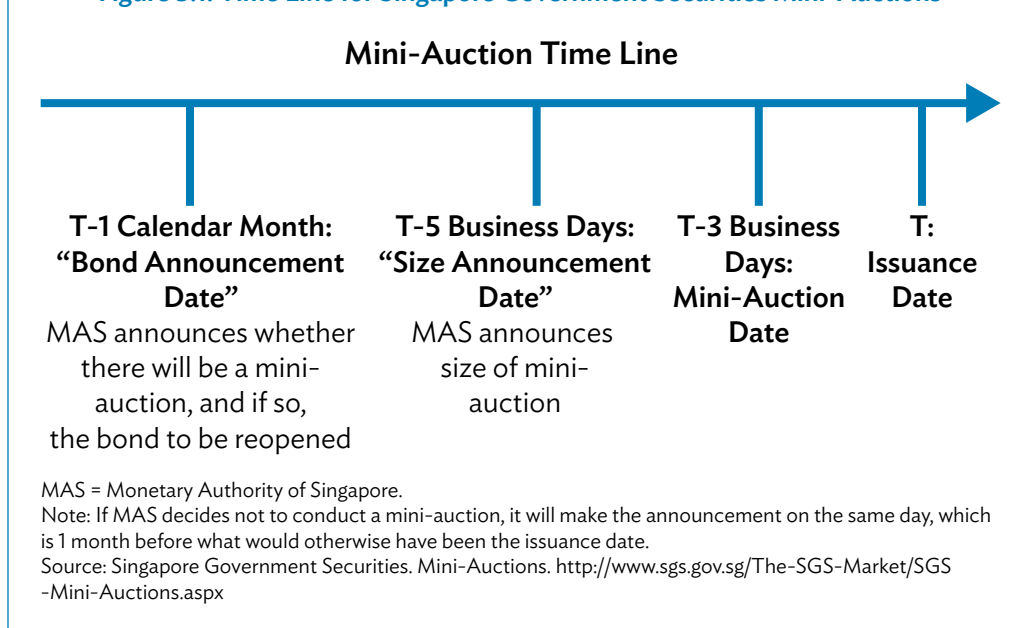 Mini-Auction Time Line
T-1 Calendar Month:
“Bond Announcement
Date”
MAS announces whether
there will be a mini-
auction, and if so,
the bond to be reopened
T-5 Business Days:
“Size Announcement
Date”
MAS announces
size of mini-
auction
T-3 Business
Days:
Mini-Auction
Date
T:
Issuance
Date
MAS = Monetary Authority of Singapore.
Note: If MAS decides not to conduct a mini-auction, it will make the announcement on the same day, which
is 1 month before what would otherwise have been the issuance date.
Source: Singapore Government Securities. Mini-Auctions. http://www.sgs.gov.sg/The-SGS-Market/SGS
-Mini-Auctions.aspx